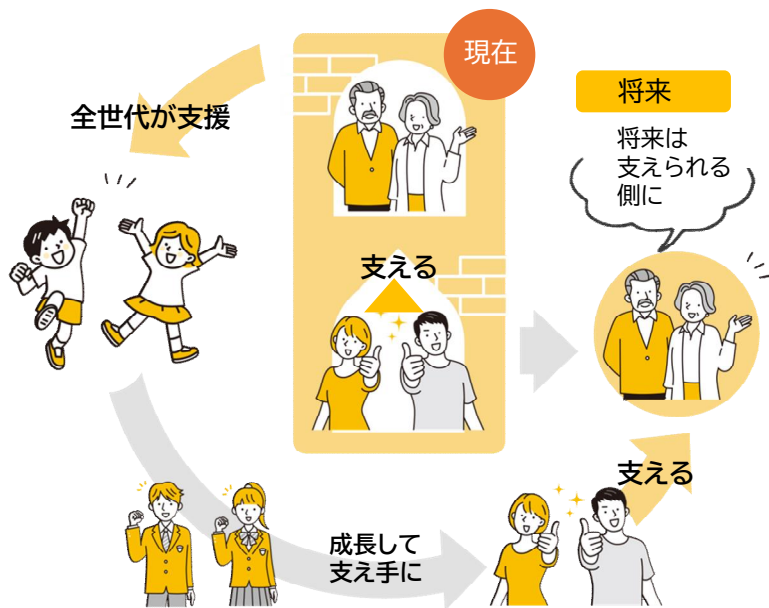 現在
全世代が支援
将来
将来は
支えられる
側に
支える
支える
成長して
支え手に